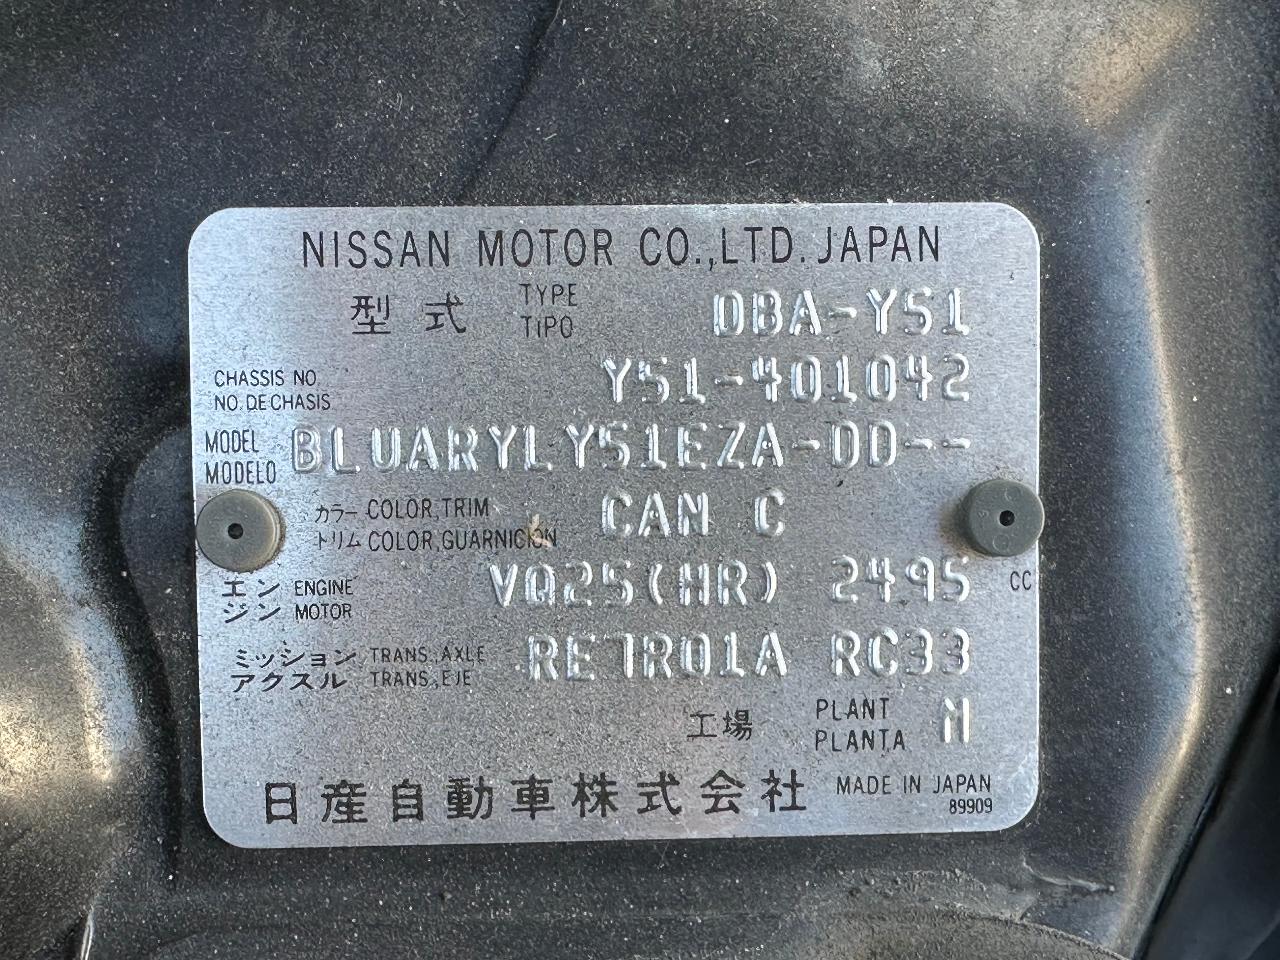 NISSAN MOTOR CO.,LTD. JAPAN
型式 TYPE TIPO DBA-Y51
CHASSIS NO. NO. DE CHASIS Y51-401042
MODEL MODELO BLUARYLY51EZA-DD--
カラー COLOR,TRIM トリム COLOR,GUARNICIÓN CAN C
エンジン ENGINE MOTOR VQ25(HR) 2495 CC
ミッション TRANS.,AXLE アクスル TRANS.,EJE RE7R01A RC33
工場 PLANT PLANTA M
日産自動車株式会社 MADE IN JAPAN
89909